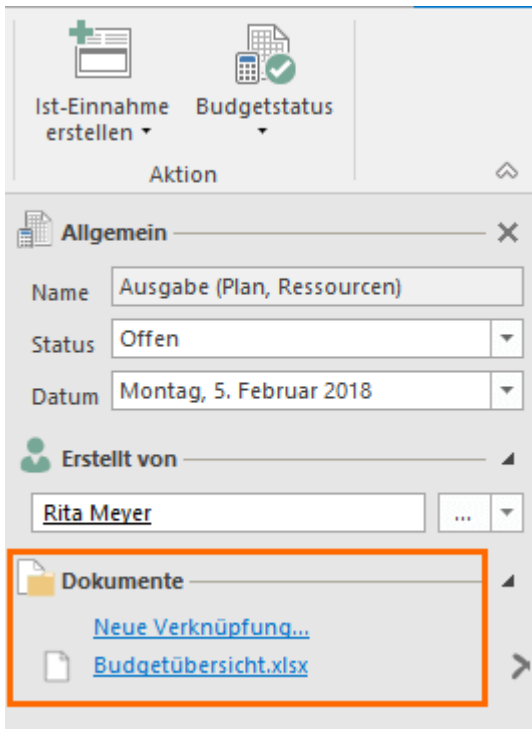 Ist-Einnahme
erstellen
Budgetstatus
Aktion
Allgemein
Name Ausgabe (Plan, Ressourcen)
Status Offen
Datum Montag, 5. Februar 2018
Erstellt von
Rita Meyer ...
Dokumente
Neue Verknüpfung...
Budgetübersicht.xlsx